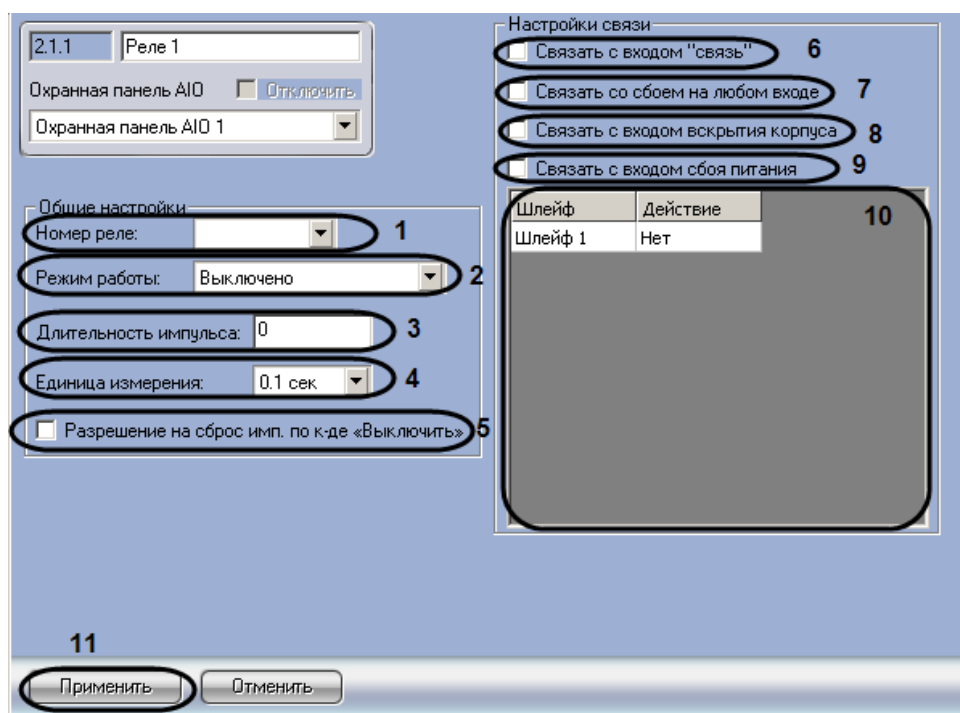 2.1.1 Реле 1
Охранная панель AIO Отключить
Охранная панель AIO 1
Общие настройки
Номер реле: 1
Режим работы: Выключено 2
Длительность импульса: 0 3
Единица измерения: 0.1 сек 4
Разрешение на сброс имп. по к-де «Выключить» 5
Настройки связи
Связать с входом "связь" 6
Связать со сбоем на любом входе 7
Связать с входом вскрытия корпуса 8
Связать с входом сбоя питания 9
Шлейф Действие 10
Шлейф 1 Нет
11
Применить Отменить